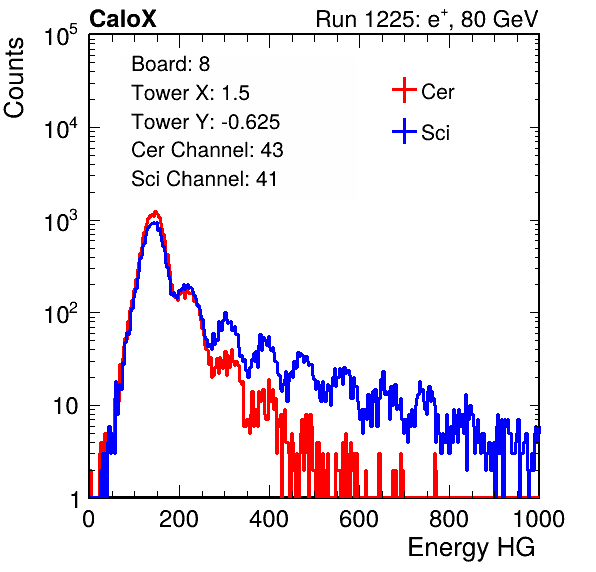 CaloX Run 1225: e⁺, 80 GeV
Counts
10⁵
10⁴
10³
10²
10
1
Board: 8
Tower X: 1.5
Tower Y: -0.625
Cer Channel: 43
Sci Channel: 41
Cer
Sci
0 200 400 600 800 1000
Energy HG